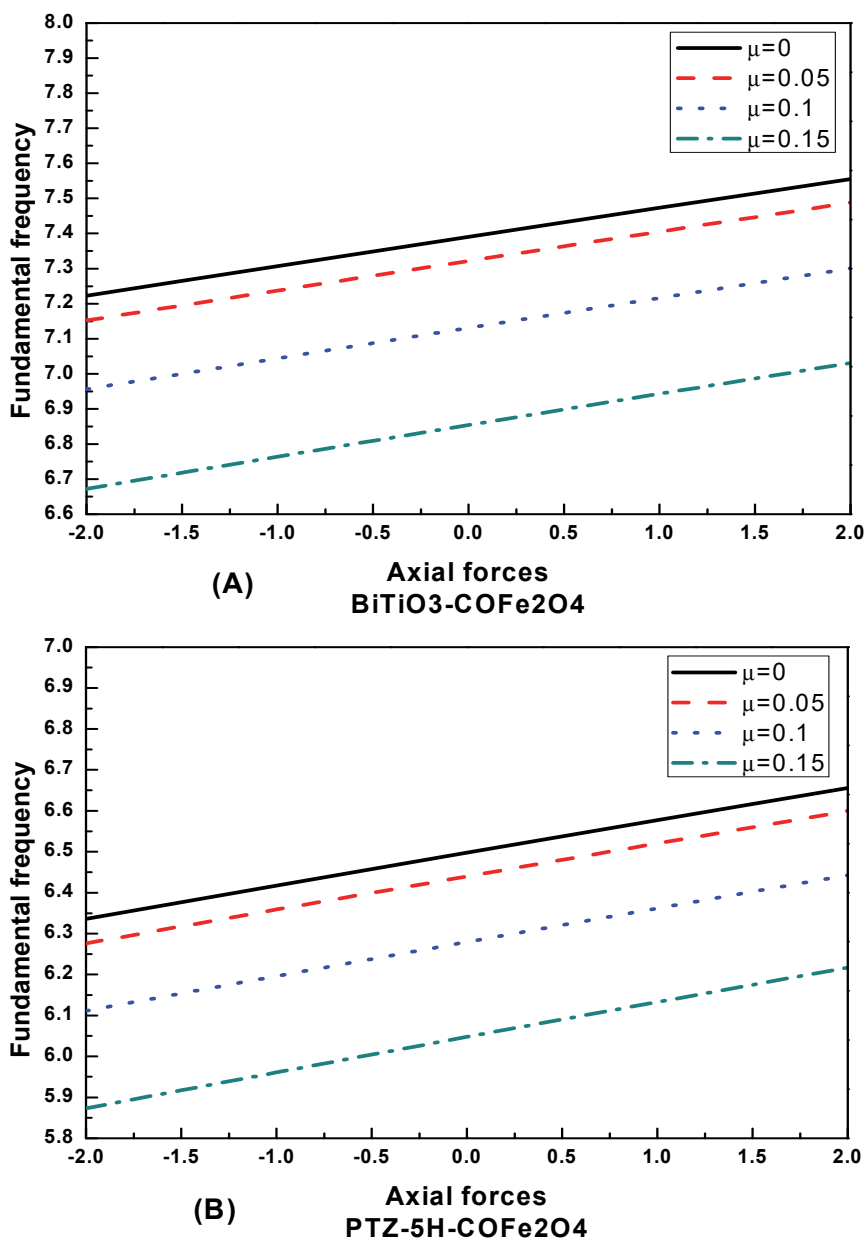 8.0
7.9
7.8
7.7
7.6
7.5
7.4
7.3
7.2
7.1
7.0
6.9
6.8
6.7
6.6
Fundamental frequency
μ=0
μ=0.05
μ=0.1
μ=0.15
-2.0 -1.5 -1.0 -0.5 0.0 0.5 1.0 1.5 2.0
(A)
Axial forces
BiTiO3-COFe2O4
7.0
6.9
6.8
6.7
6.6
6.5
6.4
6.3
6.2
6.1
6.0
5.9
5.8
Fundamental frequency
μ=0
μ=0.05
μ=0.1
μ=0.15
-2.0 -1.5 -1.0 -0.5 0.0 0.5 1.0 1.5 2.0
(B)
Axial forces
PTZ-5H-COFe2O4